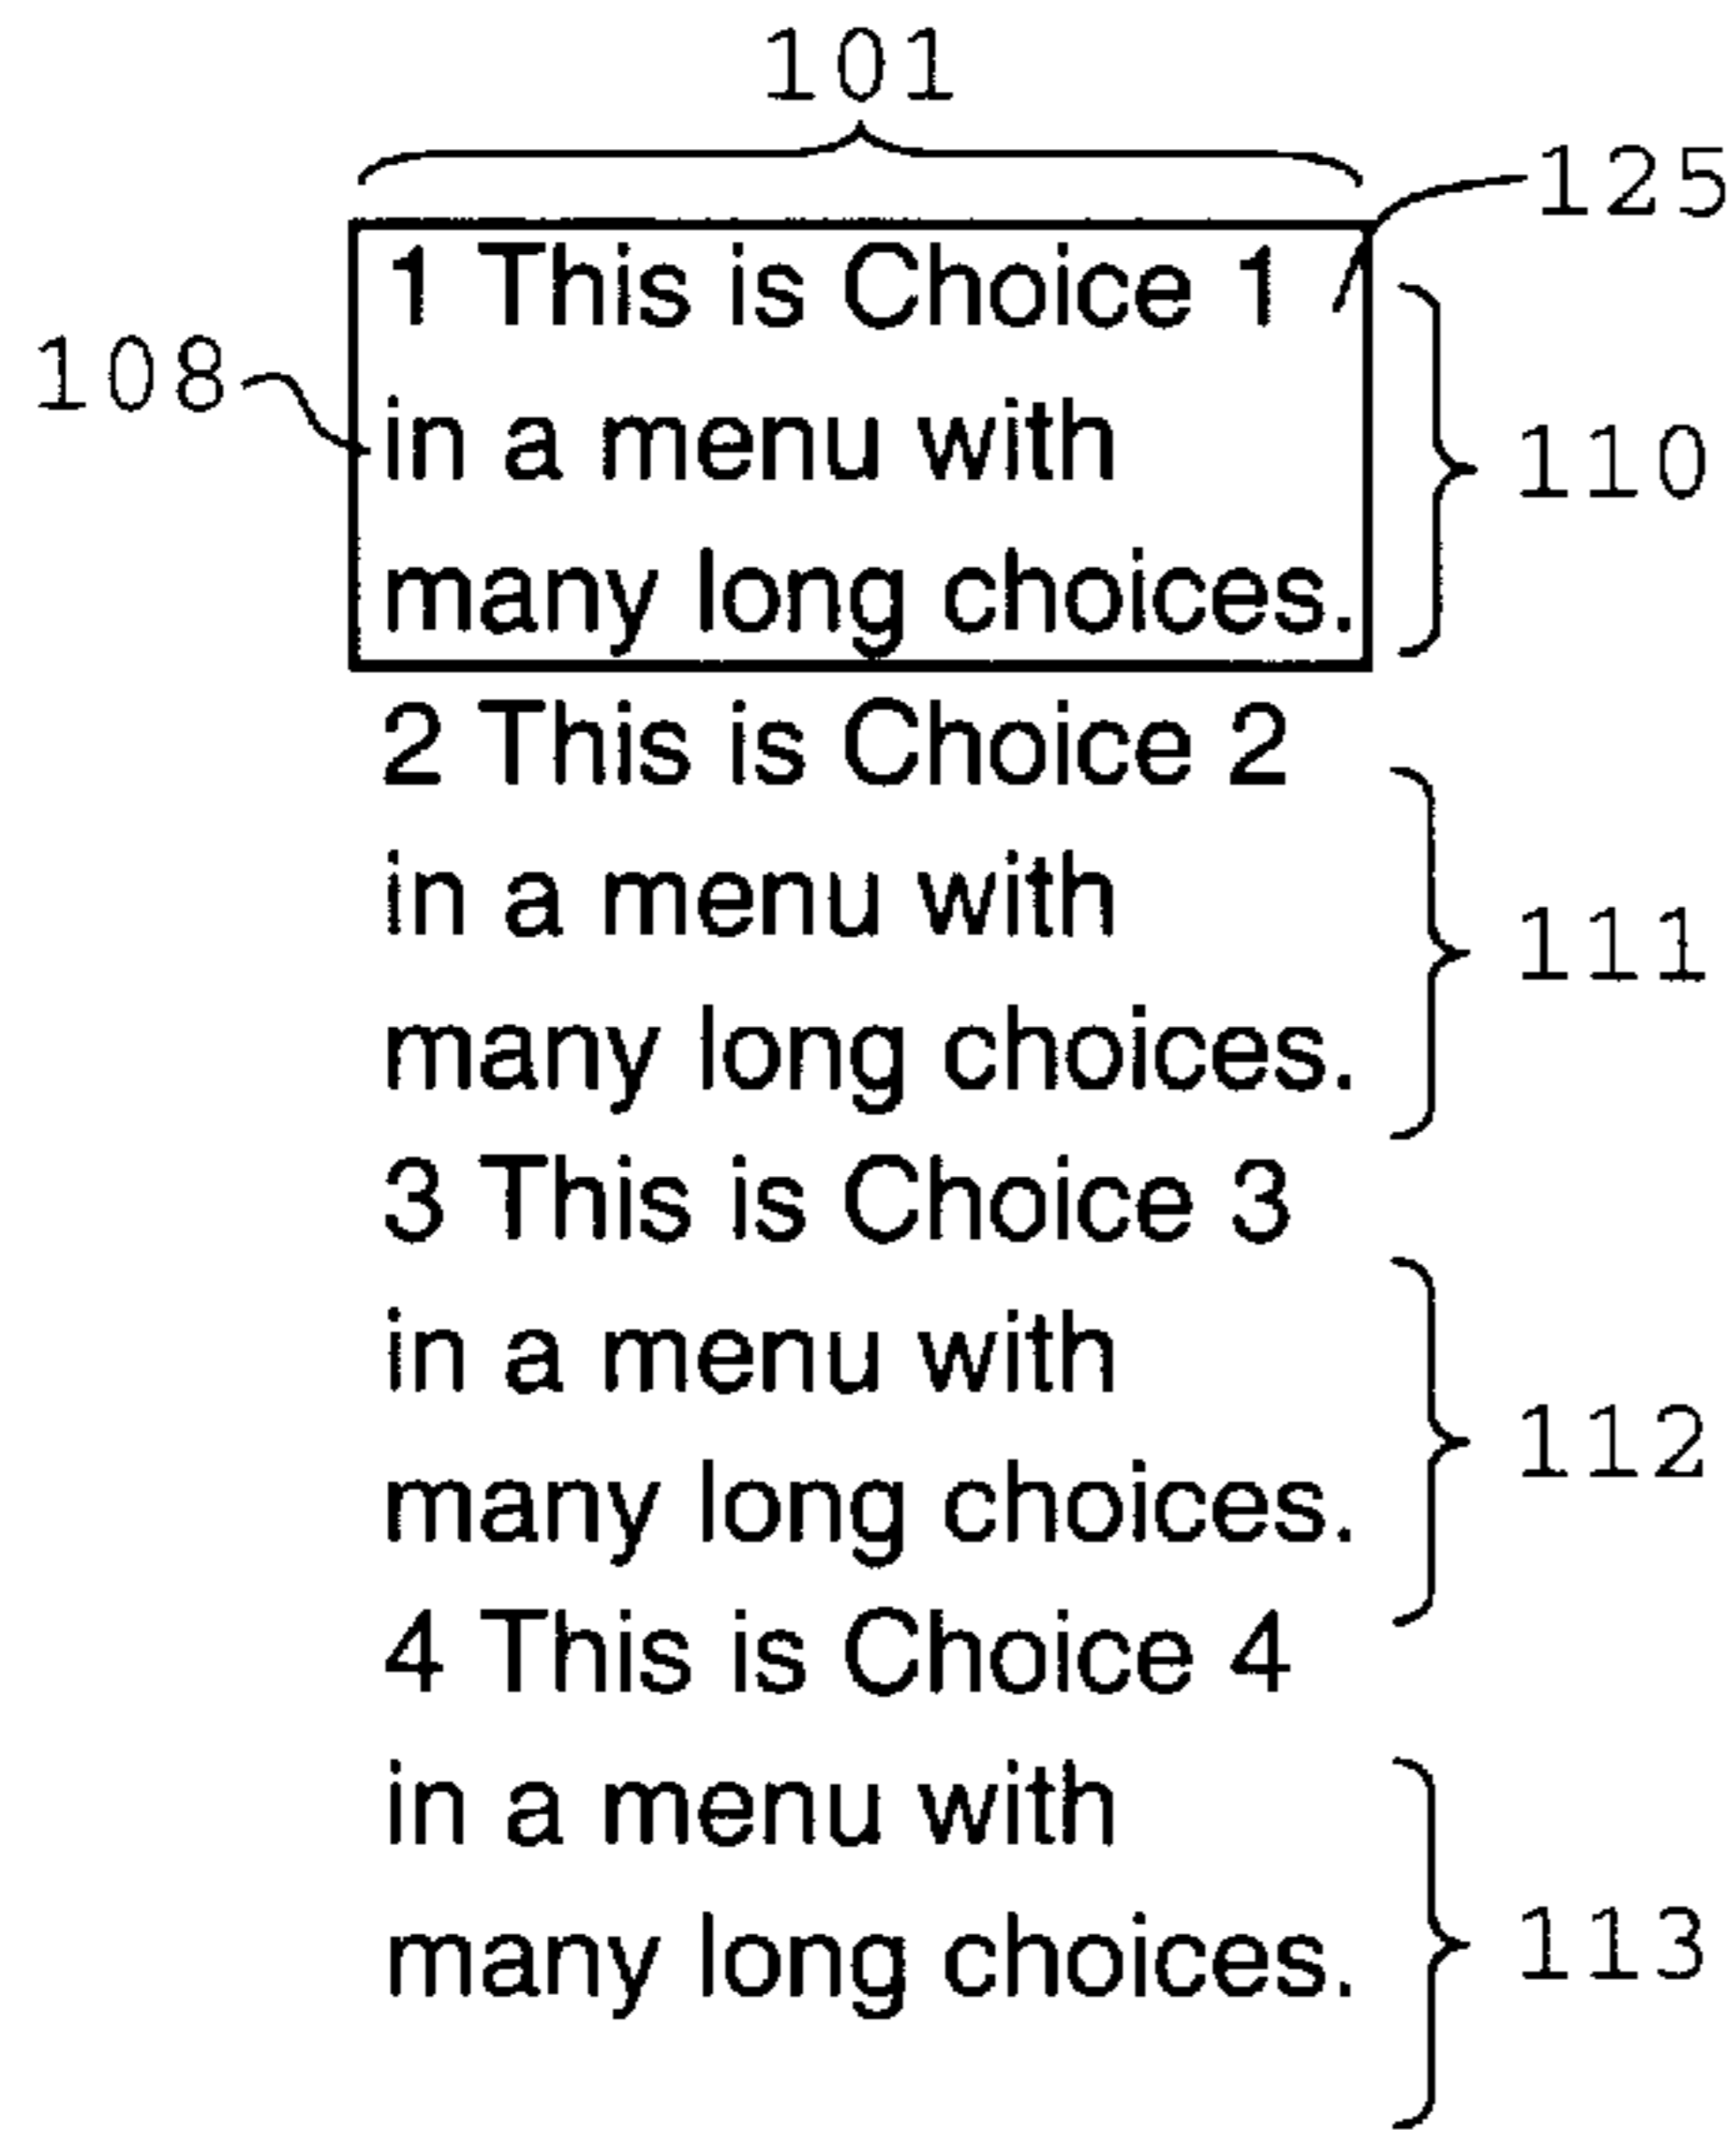 101
125
1 This is Choice 1
108
in a menu with
110
many long choices.
2 This is Choice 2
in a menu with
111
many long choices.
3 This is Choice 3
in a menu with
112
many long choices.
4 This is Choice 4
in a menu with
113
many long choices.